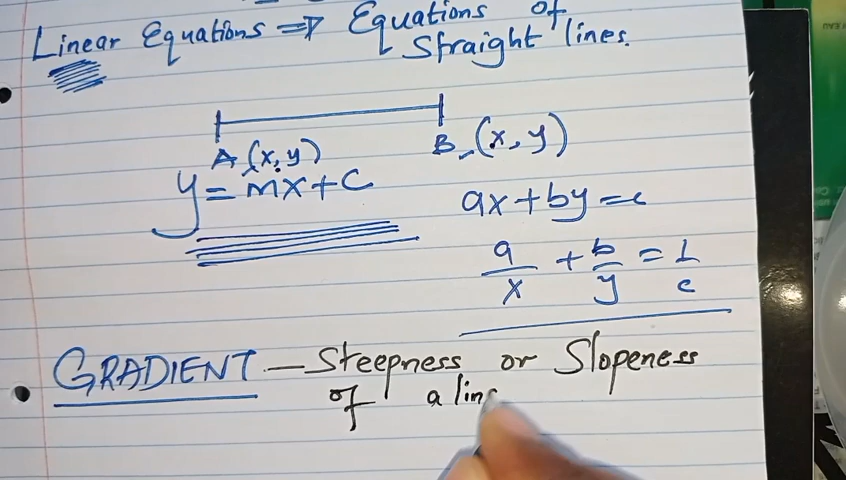 Linear Equations ⇒ Equations of
Straight lines.
A (x, y)
B (x, y)
y = mx + c
ax + by = c
a/x + b/y = 1/c
GRADIENT — Steepness or Slopeness
of a line